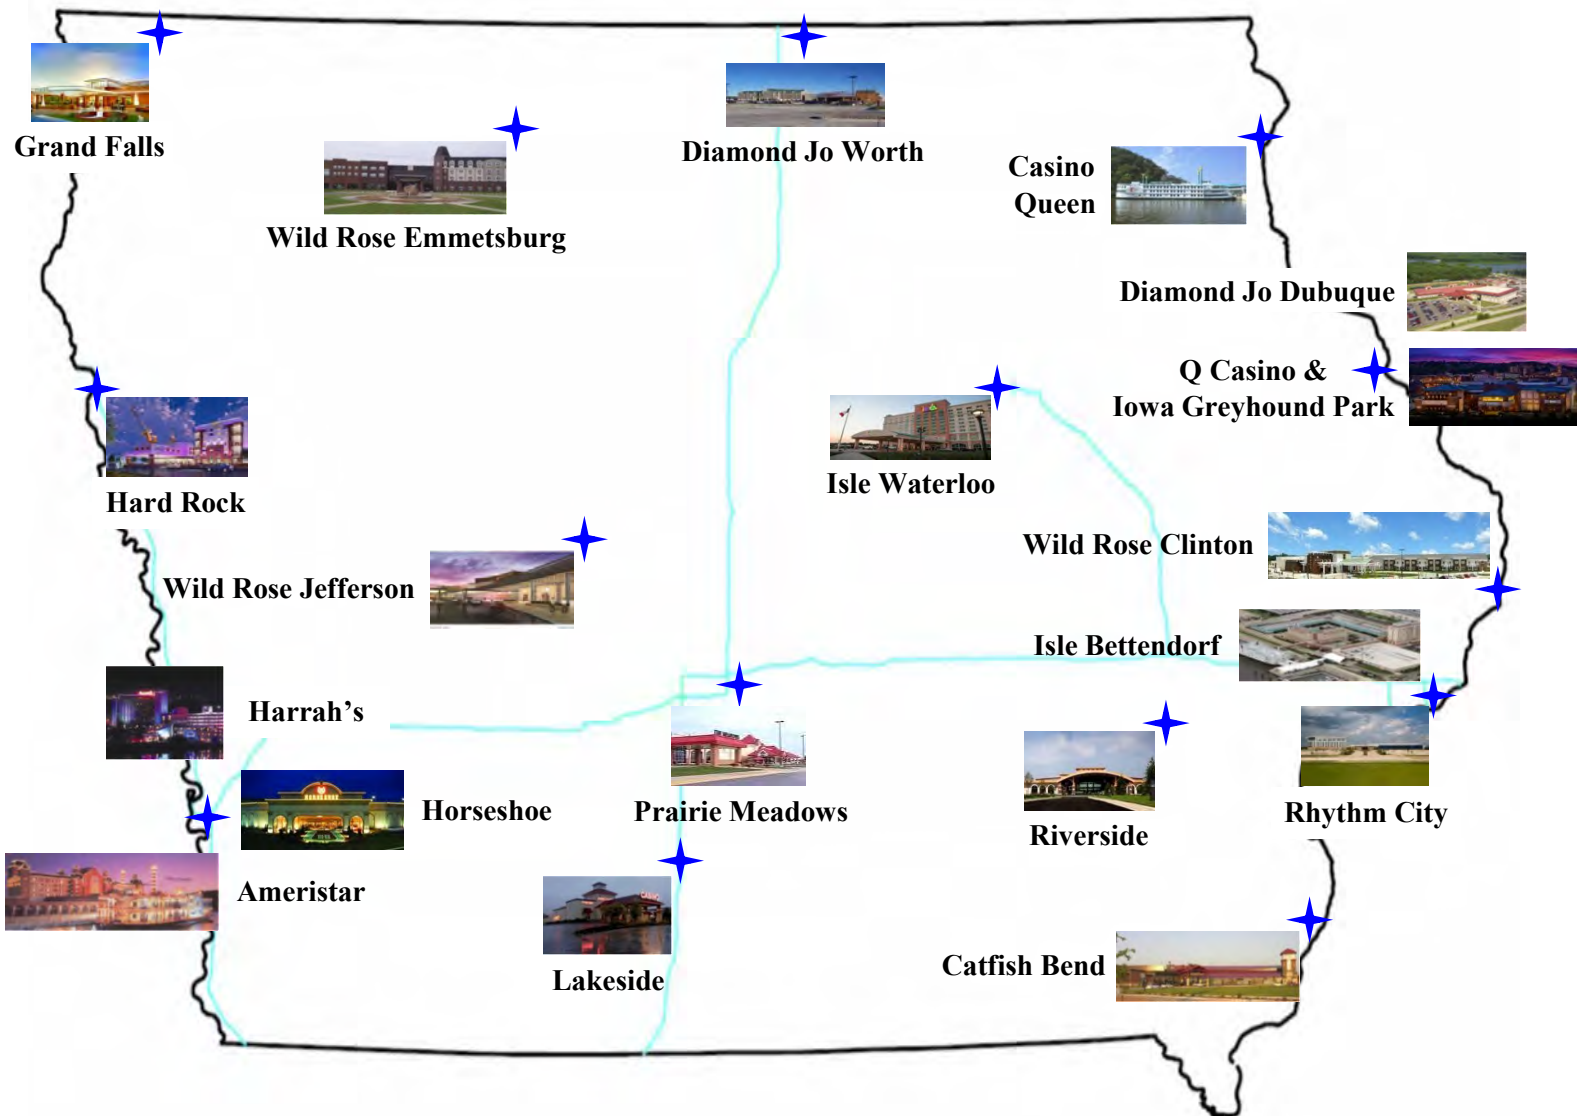 Grand Falls
Diamond Jo Worth
Wild Rose Emmetsburg
Casino
Queen
Diamond Jo Dubuque
Q Casino &
Iowa Greyhound Park
Hard Rock
Isle Waterloo
Wild Rose Clinton
Wild Rose Jefferson
Isle Bettendorf
Harrah's
Horseshoe
Prairie Meadows
Riverside
Rhythm City
Ameristar
Lakeside
Catfish Bend